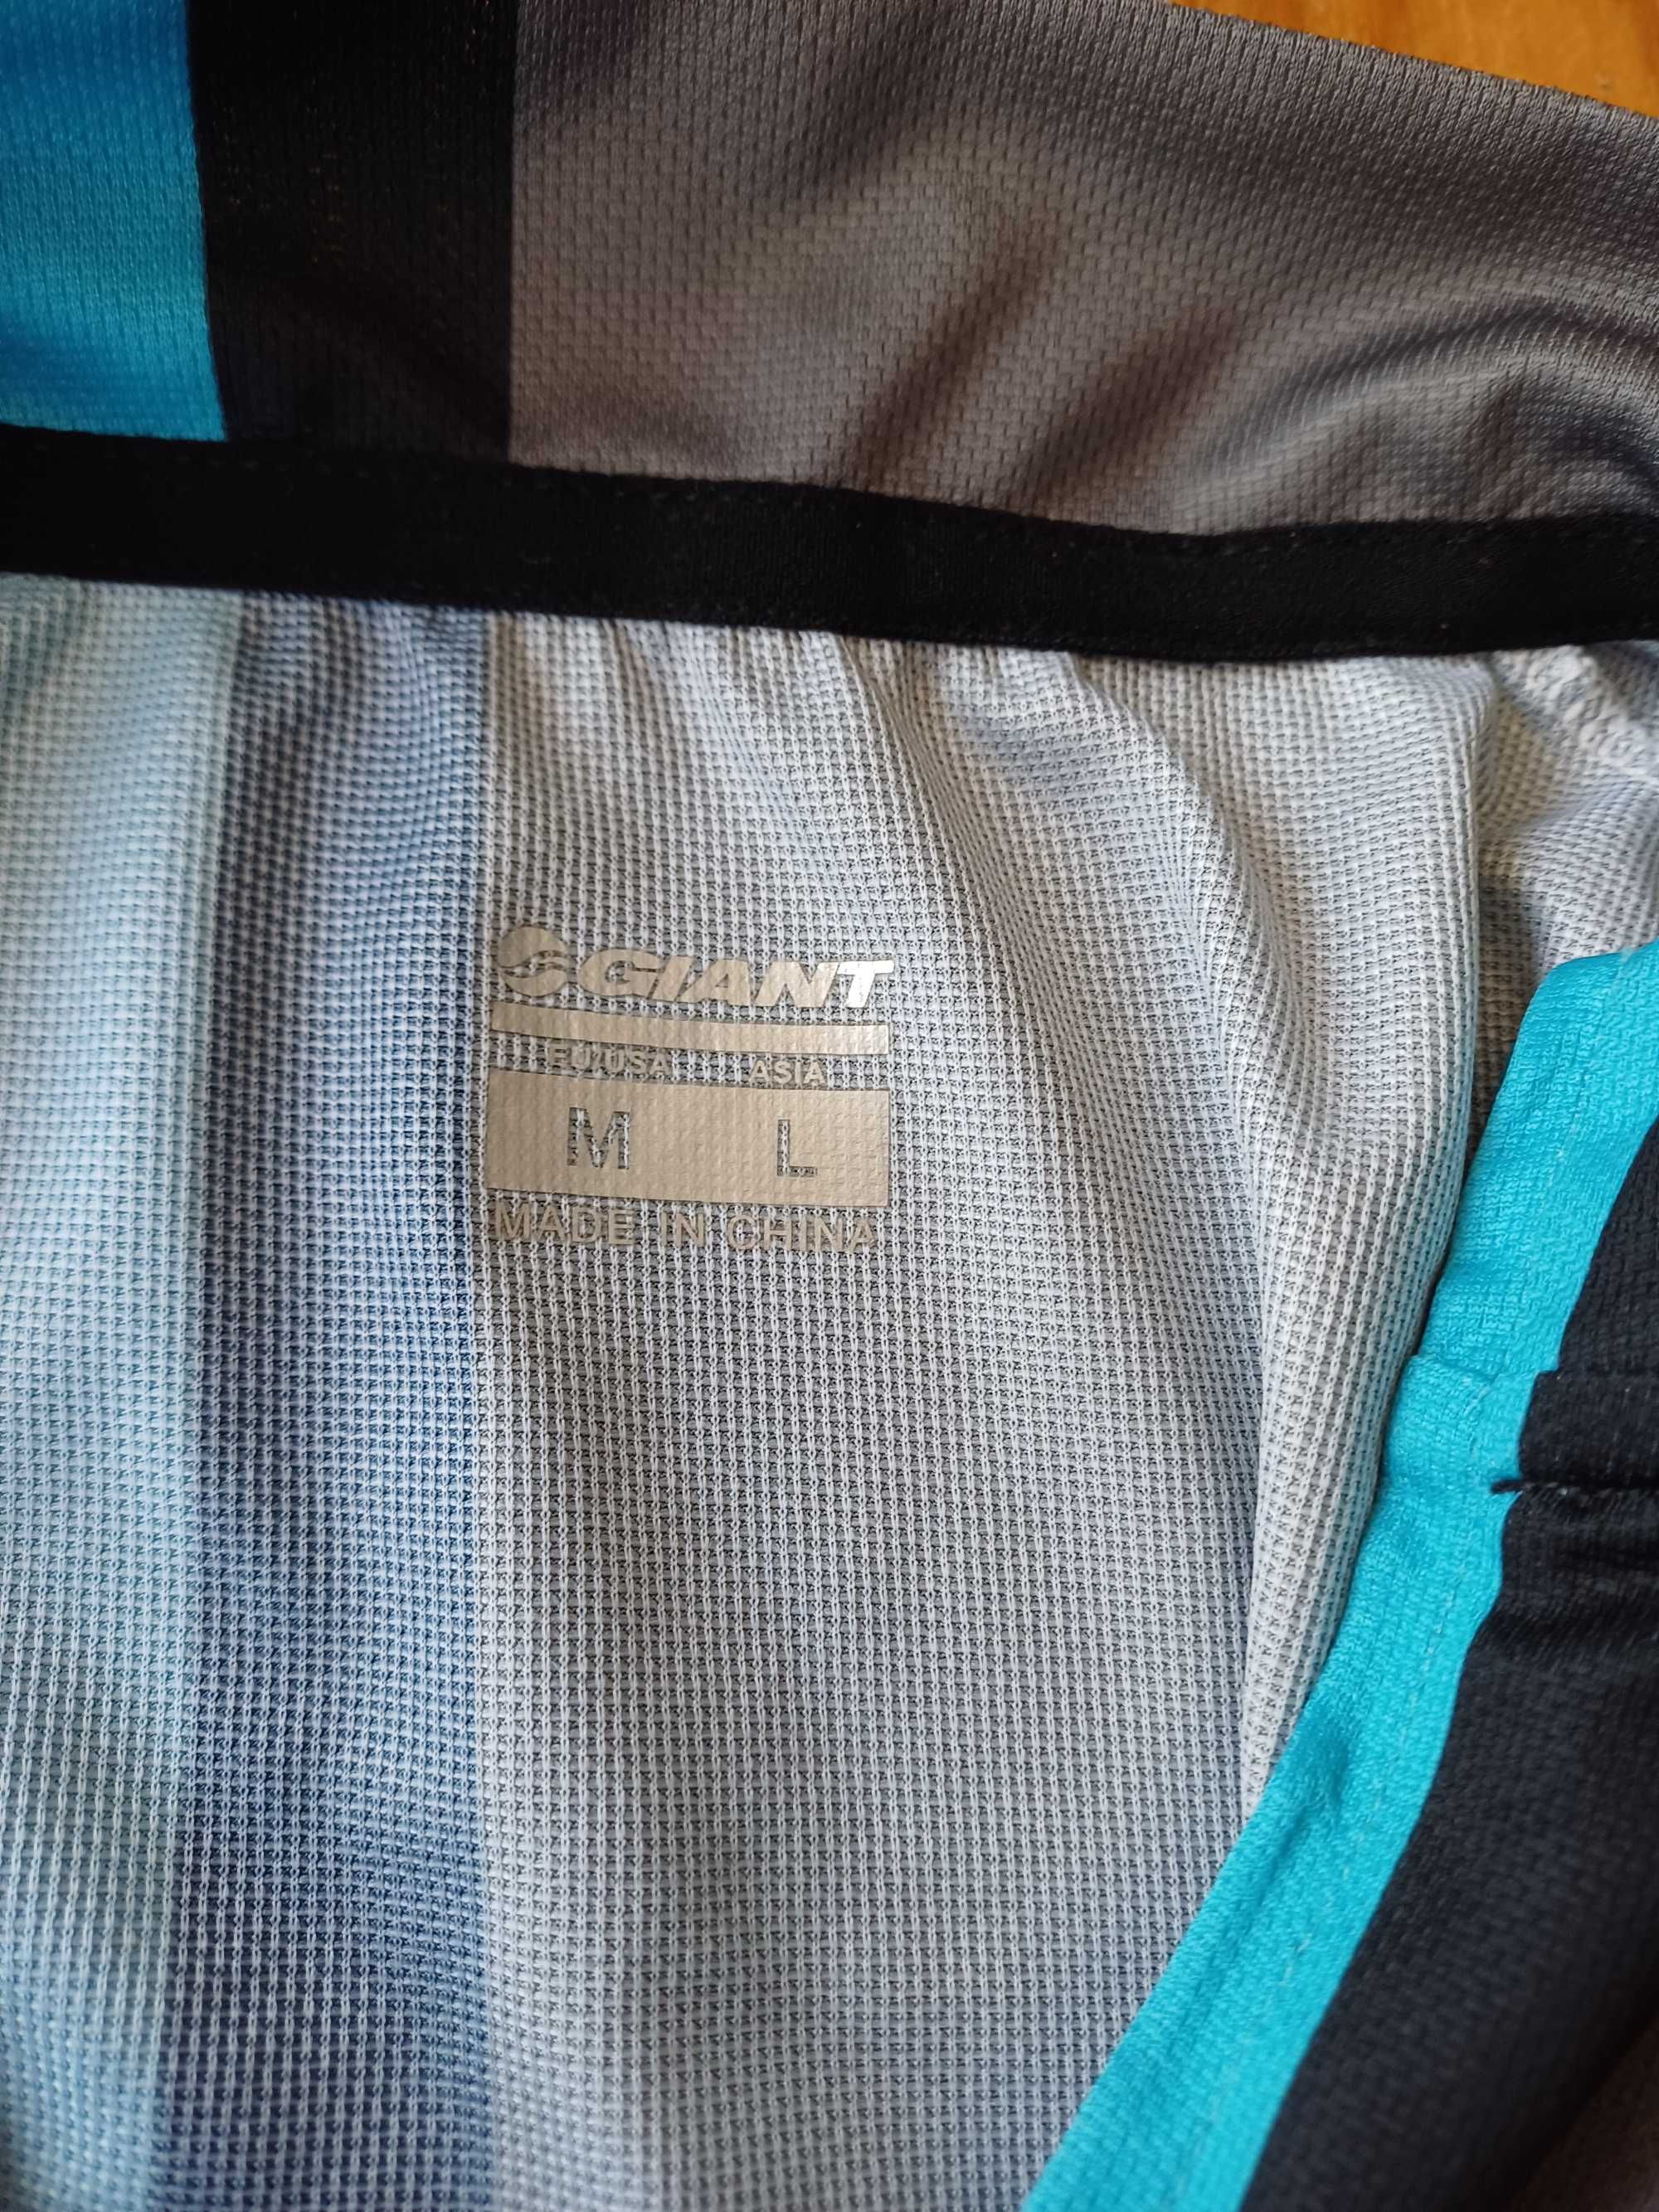 GIANT
EU/USA ASIA
M L
MADE IN CHINA